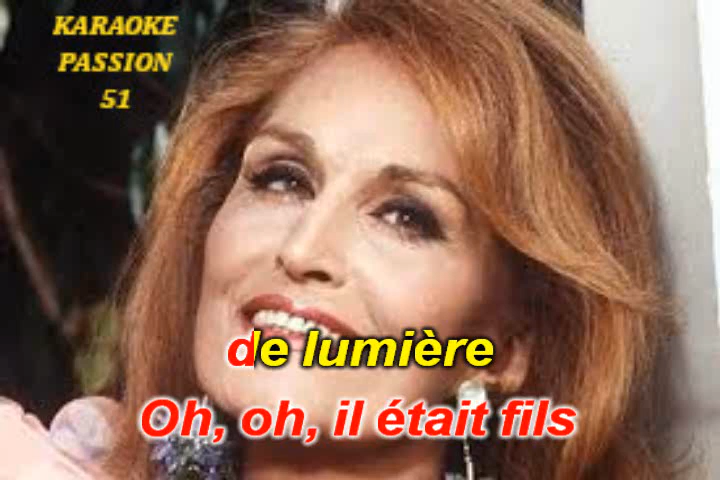 KARAOKE
PASSION
51
de lumière
Oh, oh, il était fils